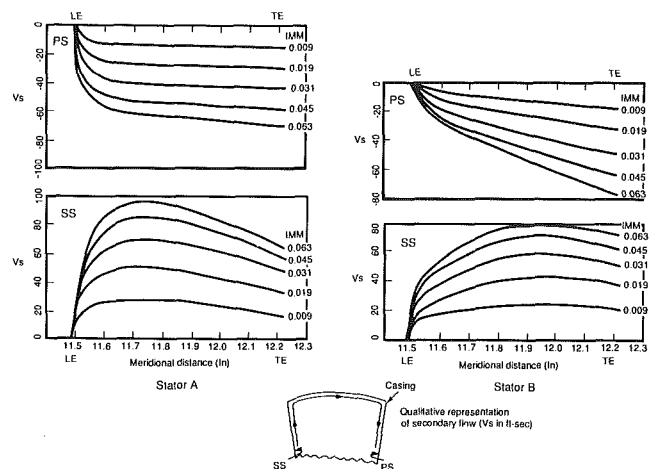 LE TE
PS
IMM
0.009
0.019
0.031
0.045
0.063
Vs
0
-20
-40
-60
-80
-100
SS
IMM
0.063
0.045
0.031
0.019
0.009
Vs
100
80
60
40
20
0
11.5 11.6 11.7 11.8 11.9 12.0 12.1 12.2 12.3
LE TE
Meridional distance (In)
Stator A
LE TE
PS
IMM
0.009
0.019
0.031
0.045
0.063
Vs
0
-20
-40
-60
-80
SS
IMM
0.063
0.045
0.031
0.019
0.009
Vs
80
60
40
20
0
11.5 11.6 11.7 11.8 11.9 12.0 12.1 12.2 12.3
LE TE
Meridional distance (In)
Stator B
Casing
Qualitative representation
of secondary flow (Vs in ft-sec)
SS PS